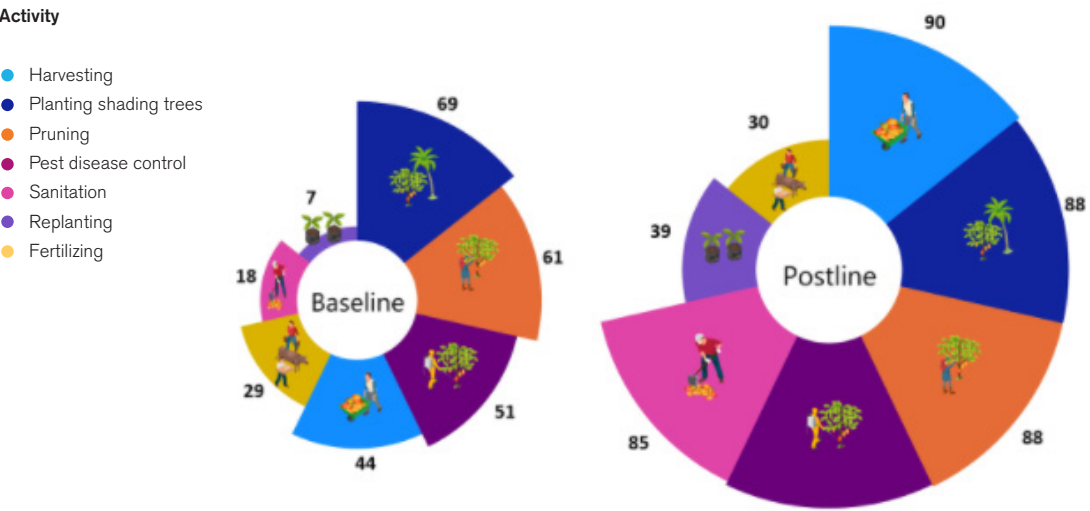 Activity
Harvesting
Planting shading trees
Pruning
Pest disease control
Sanitation
Replanting
Fertilizing
69
61
51
44
29
18
7
Baseline
90
88
88
85
39
30
Postline